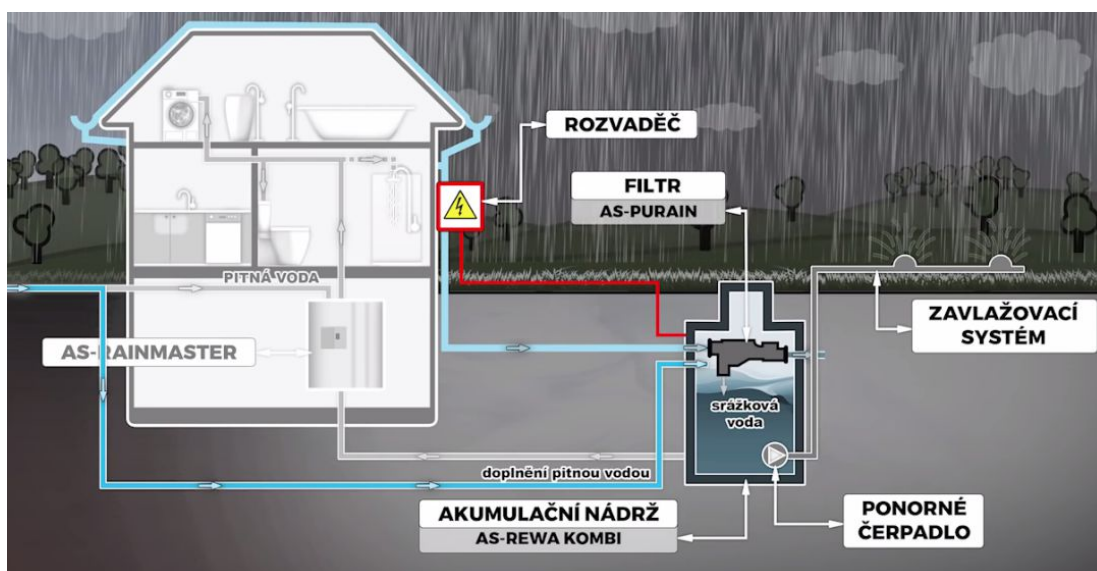 ROZVADĚČ
FILTR
AS-PURAIN
PITNÁ VODA
ZAVLAŽOVACÍ
SYSTÉM
AS-RAINMASTER
srážková
voda
doplnění pitnou vodou
AKUMULAČNÍ NÁDRŽ
AS-REWA KOMBI
PONORNÉ
ČERPADLO